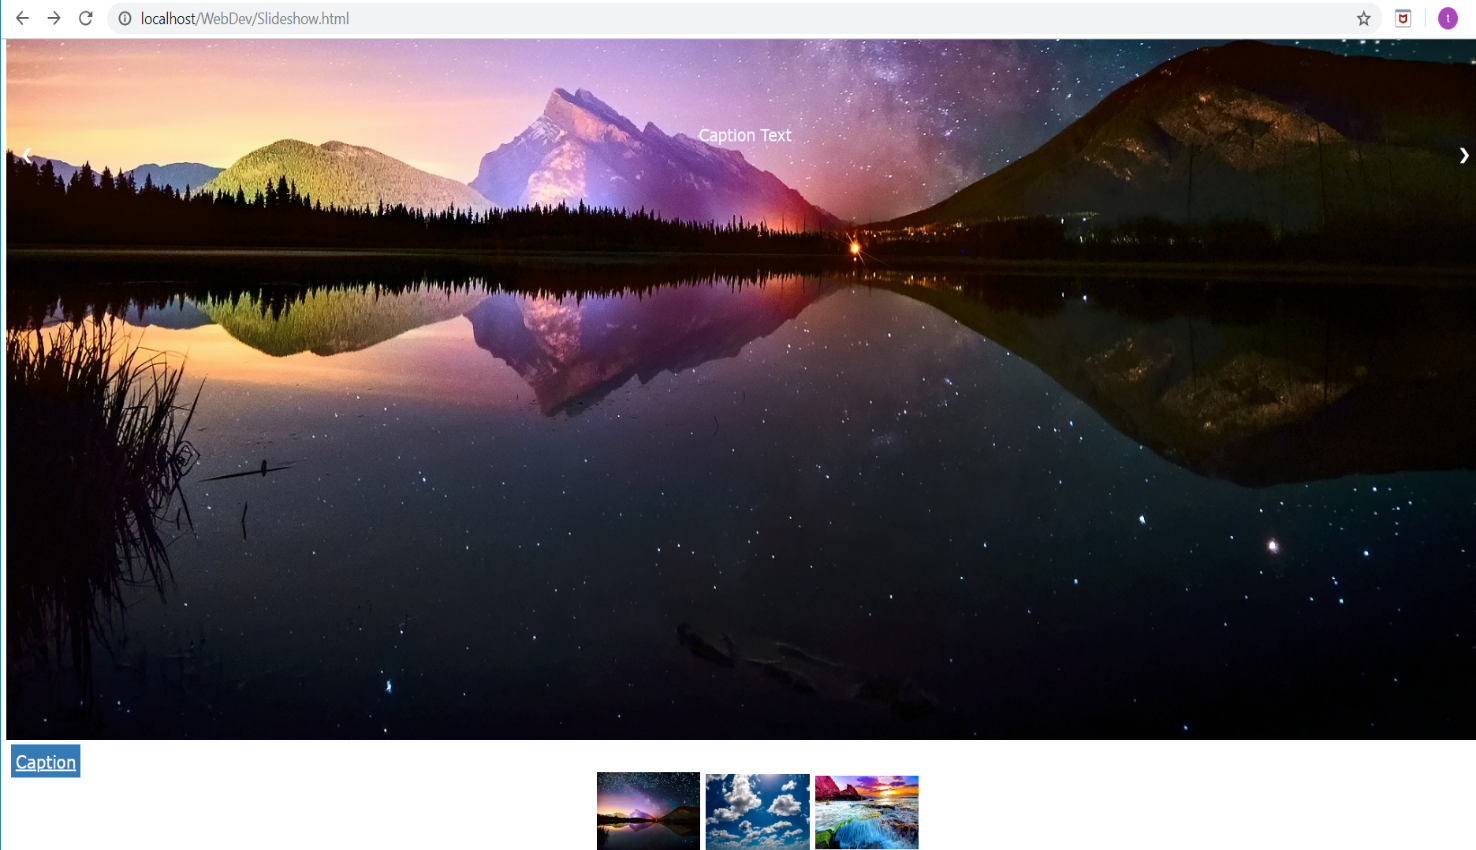 localhost/WebDev/Slideshow.html
t
Caption Text
❮
❯
Caption